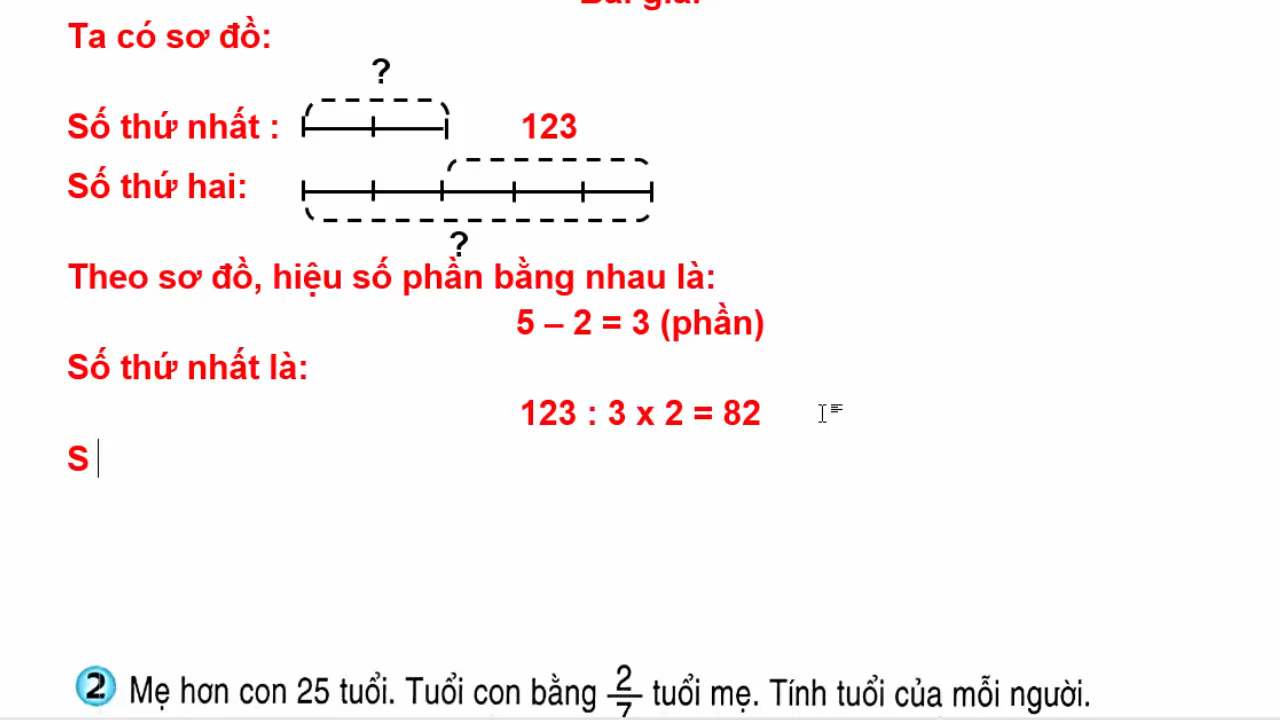 Bài giải
Ta có sơ đồ:
?
Số thứ nhất :
123
Số thứ hai:
?
Theo sơ đồ, hiệu số phần bằng nhau là:
5 – 2 = 3 (phần)
Số thứ nhất là:
123 : 3 x 2 = 82
S
2 Mẹ hơn con 25 tuổi. Tuổi con bằng 2/7 tuổi mẹ. Tính tuổi của mỗi người.